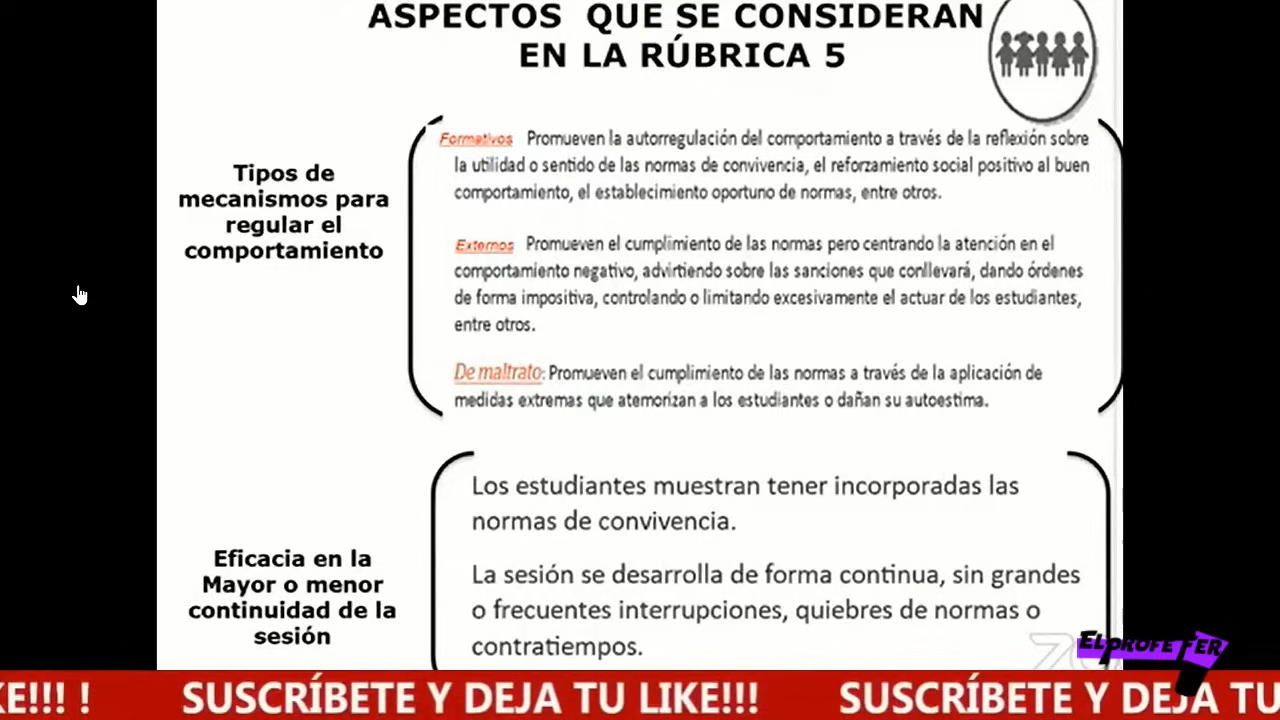 ASPECTOS QUE SE CONSIDERAN
EN LA RÚBRICA 5
Tipos de
mecanismos para
regular el
comportamiento
Formativos Promueven la autorregulación del comportamiento a través de la reflexión sobre
la utilidad o sentido de las normas de convivencia, el reforzamiento social positivo al buen
comportamiento, el establecimiento oportuno de normas, entre otros.
Externos Promueven el cumplimiento de las normas pero centrando la atención en el
comportamiento negativo, advirtiendo sobre las sanciones que conllevará, dando órdenes
de forma impositiva, controlando o limitando excesivamente el actuar de los estudiantes,
entre otros.
De maltrato: Promueven el cumplimiento de las normas a través de la aplicación de
medidas extremas que atemorizan a los estudiantes o dañan su autoestima.
Eficacia en la
Mayor o menor
continuidad de la
sesión
Los estudiantes muestran tener incorporadas las
normas de convivencia.
La sesión se desarrolla de forma continua, sin grandes
o frecuentes interrupciones, quiebres de normas o
contratiempos.
EL PROFE FER
KE!!! ! SUSCRÍBETE Y DEJA TU LIKE!!! SUSCRÍBETE Y DEJA TU